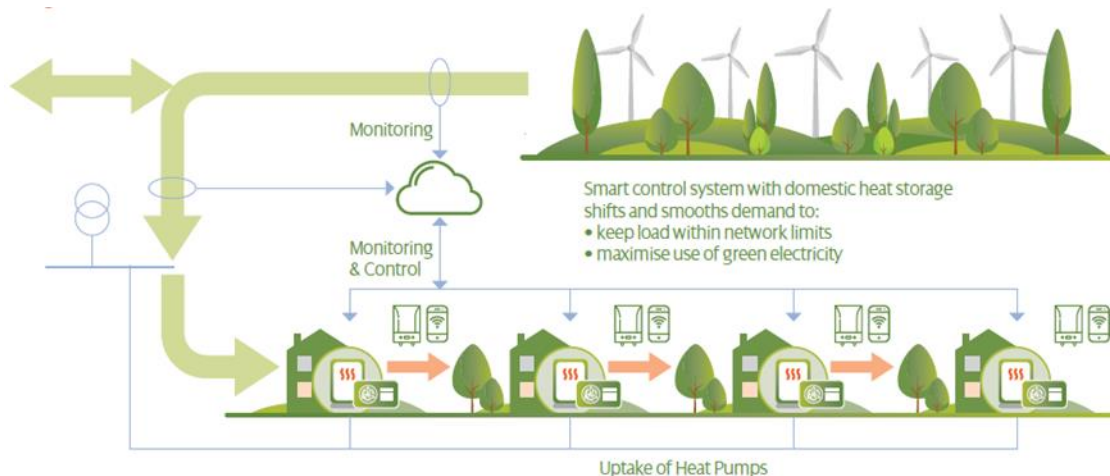 Monitoring
Smart control system with domestic heat storage
shifts and smooths demand to:
• keep load within network limits
• maximise use of green electricity
Monitoring
& Control
Uptake of Heat Pumps